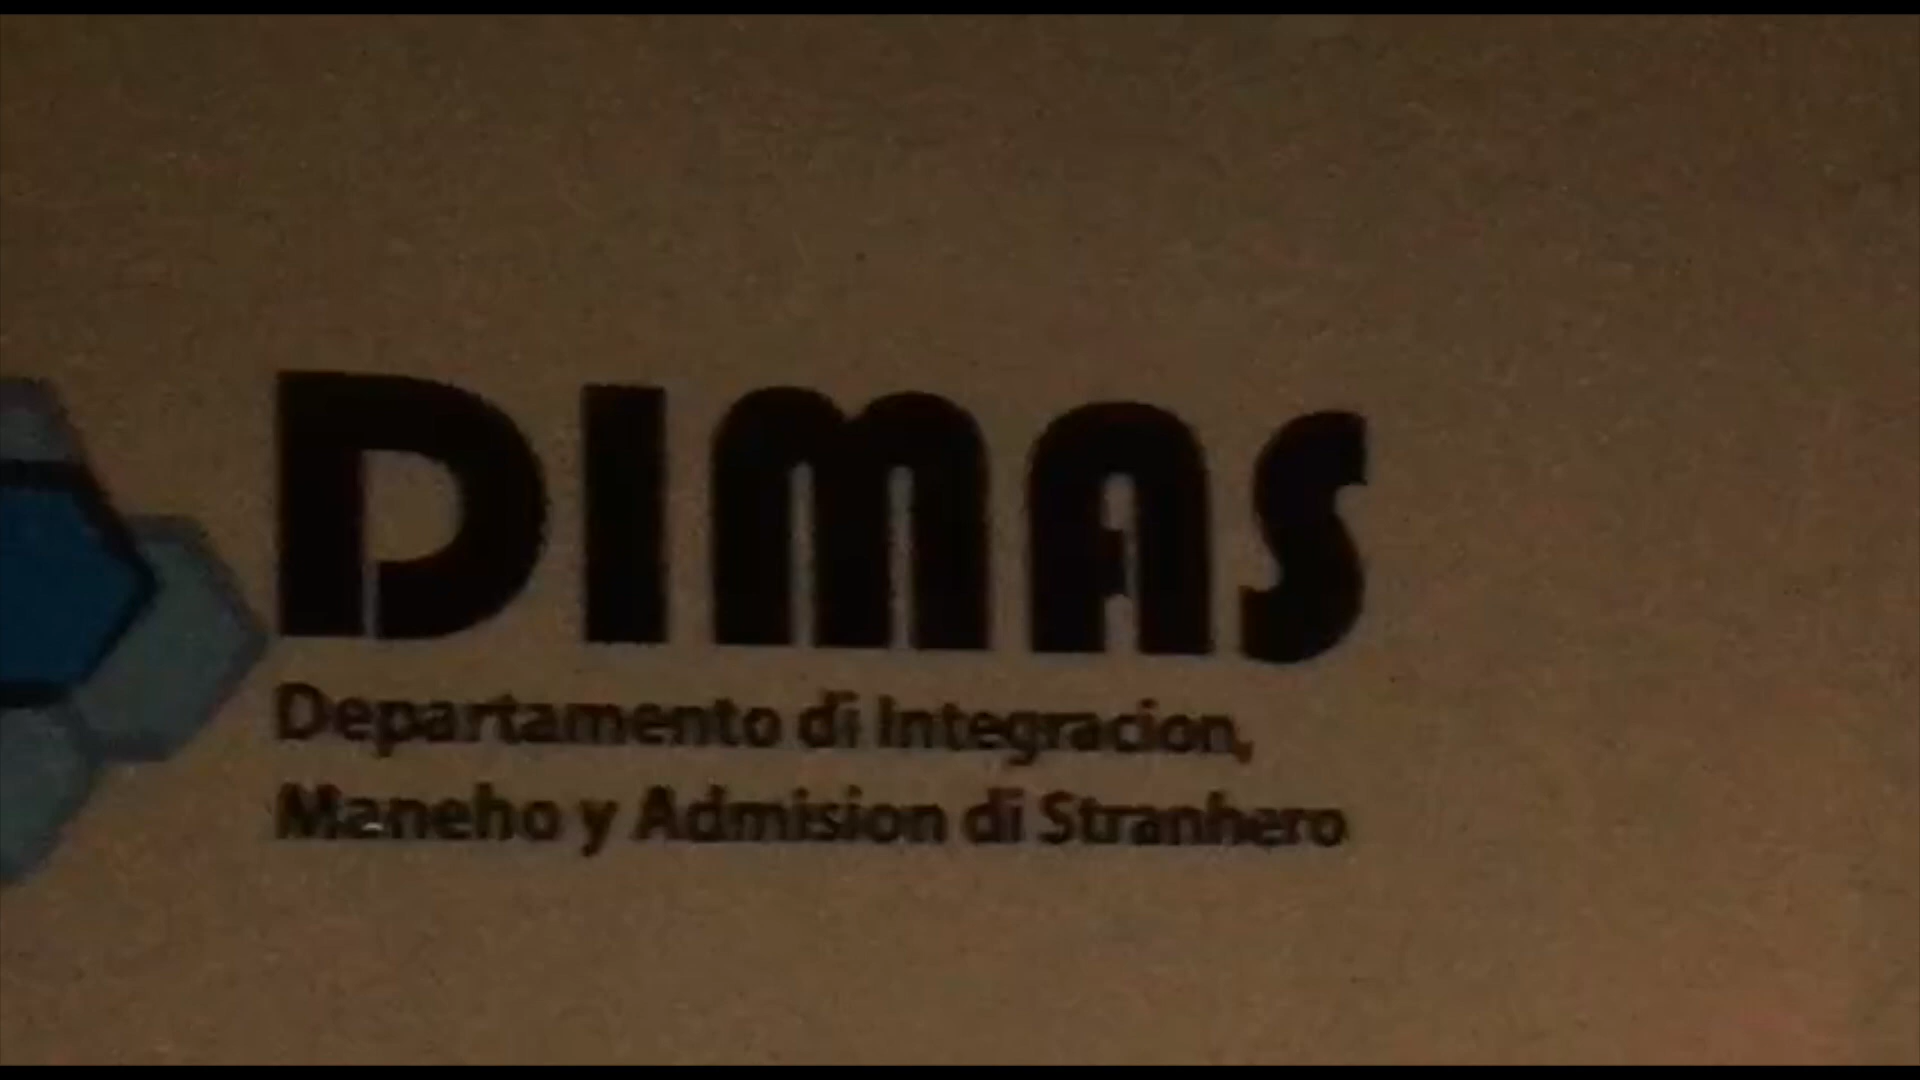 DIMAS
Departamento di Integracion,
Maneho y Admision di Stranhero